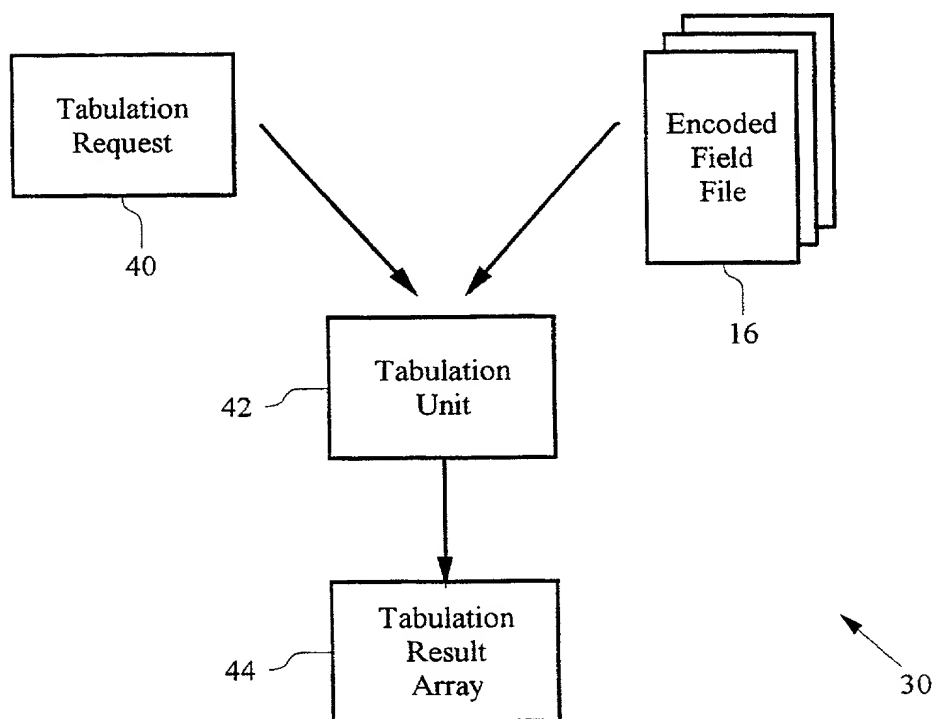 Tabulation
Request
40
Encoded
Field
File
16
Tabulation
Unit
42
Tabulation
Result
Array
44
30